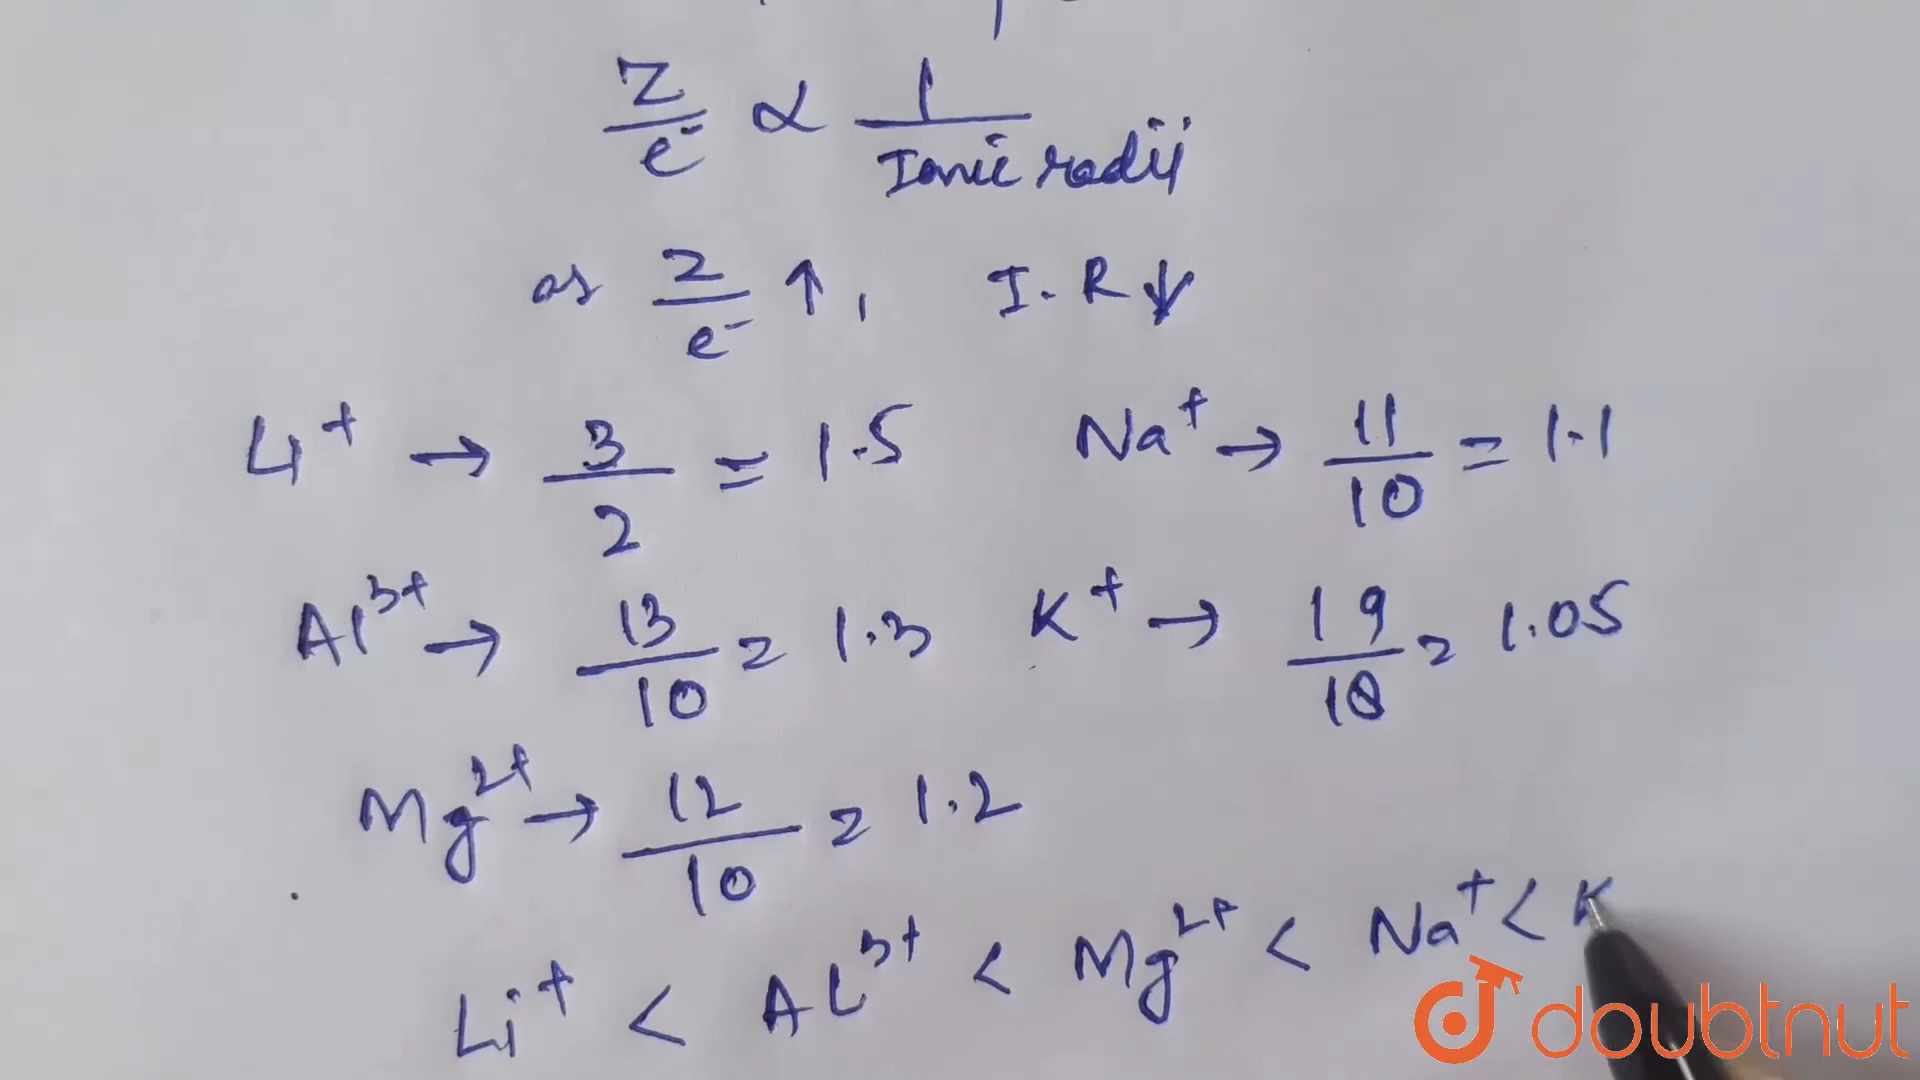 Z/e⁻ ∝ 1/Ionic radii
as Z/e⁻ ↑, I.R ↓
Li⁺ → 3/2 = 1.5 Na⁺ → 11/10 = 1.1
Al³⁺ → 13/10 = 1.3 K⁺ → 19/18 = 1.05
Mg²⁺ → 12/10 = 1.2
Li⁺ < Al³⁺ < Mg²⁺ < Na⁺ < K
doubtnut